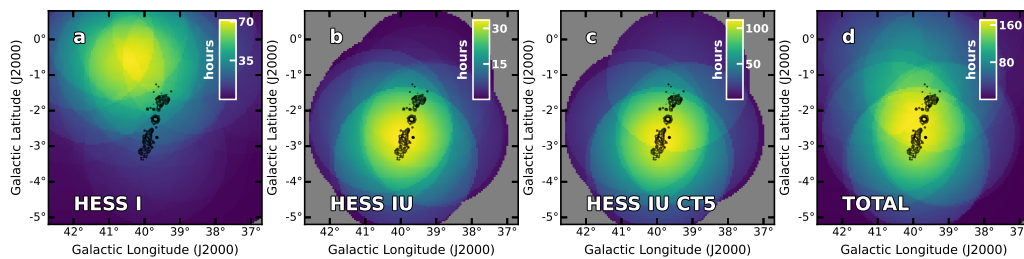 a
hours
70
35
HESS I
0°
-1°
-2°
-3°
-4°
-5°
42°
41°
40°
39°
38°
37°
Galactic Latitude (J2000)
Galactic Longitude (J2000)
b
hours
30
15
HESS IU
0°
-1°
-2°
-3°
-4°
-5°
42°
41°
40°
39°
38°
37°
Galactic Latitude (J2000)
Galactic Longitude (J2000)
c
hours
100
50
HESS IU CT5
0°
-1°
-2°
-3°
-4°
-5°
42°
41°
40°
39°
38°
37°
Galactic Latitude (J2000)
Galactic Longitude (J2000)
d
hours
160
80
TOTAL
0°
-1°
-2°
-3°
-4°
-5°
42°
41°
40°
39°
38°
37°
Galactic Latitude (J2000)
Galactic Longitude (J2000)